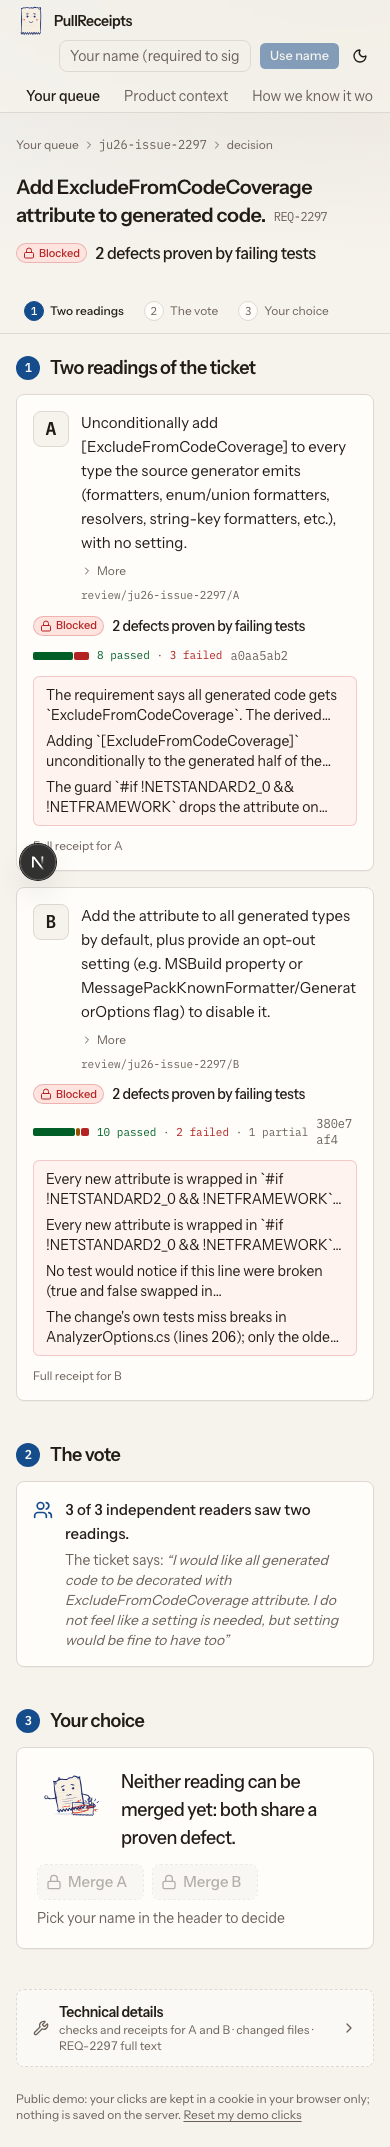 PullReceipts
Your name (required to sig
Use name
Your queue
Product context
How we know it wo
Your queue > ju26-issue-2297 > decision
Add ExcludeFromCodeCoverage
attribute to generated code. REQ-2297
Blocked
2 defects proven by failing tests
1 Two readings
2 The vote
3 Your choice
1 Two readings of the ticket
A
Unconditionally add
[ExcludeFromCodeCoverage] to every
type the source generator emits
(formatters, enum/union formatters,
resolvers, string-key formatters, etc.),
with no setting.
More
review/ju26-issue-2297/A
Blocked
2 defects proven by failing tests
8 passed · 3 failed a0aa5ab2
The requirement says all generated code gets
`ExcludeFromCodeCoverage`. The derived...
Adding `[ExcludeFromCodeCoverage]`
unconditionally to the generated half of the...
The guard `#if !NETSTANDARD2_0 &&
!NETFRAMEWORK` drops the attribute on...
ll receipt for A
N
B
Add the attribute to all generated types
by default, plus provide an opt-out
setting (e.g. MSBuild property or
MessagePackKnownFormatter/Generat
orOptions flag) to disable it.
More
review/ju26-issue-2297/B
Blocked
2 defects proven by failing tests
10 passed · 2 failed · 1 partial 380e7
af4
Every new attribute is wrapped in `#if
!NETSTANDARD2_0 && !NETFRAMEWORK`...
Every new attribute is wrapped in `#if
!NETSTANDARD2_0 && !NETFRAMEWORK`...
No test would notice if this line were broken
(true and false swapped in...
The change's own tests miss breaks in
AnalyzerOptions.cs (lines 206); only the olde...
Full receipt for B
2 The vote
3 of 3 independent readers saw two
readings.
The ticket says: “I would like all generated
code to be decorated with
ExcludeFromCodeCoverage attribute. I do
not feel like a setting is needed, but setting
would be fine to have too”
3 Your choice
Neither reading can be
merged yet: both share a
proven defect.
Merge A
Merge B
Pick your name in the header to decide
Technical details
checks and receipts for A and B · changed files ·
REQ-2297 full text
Public demo: your clicks are kept in a cookie in your browser only;
nothing is saved on the server. Reset my demo clicks